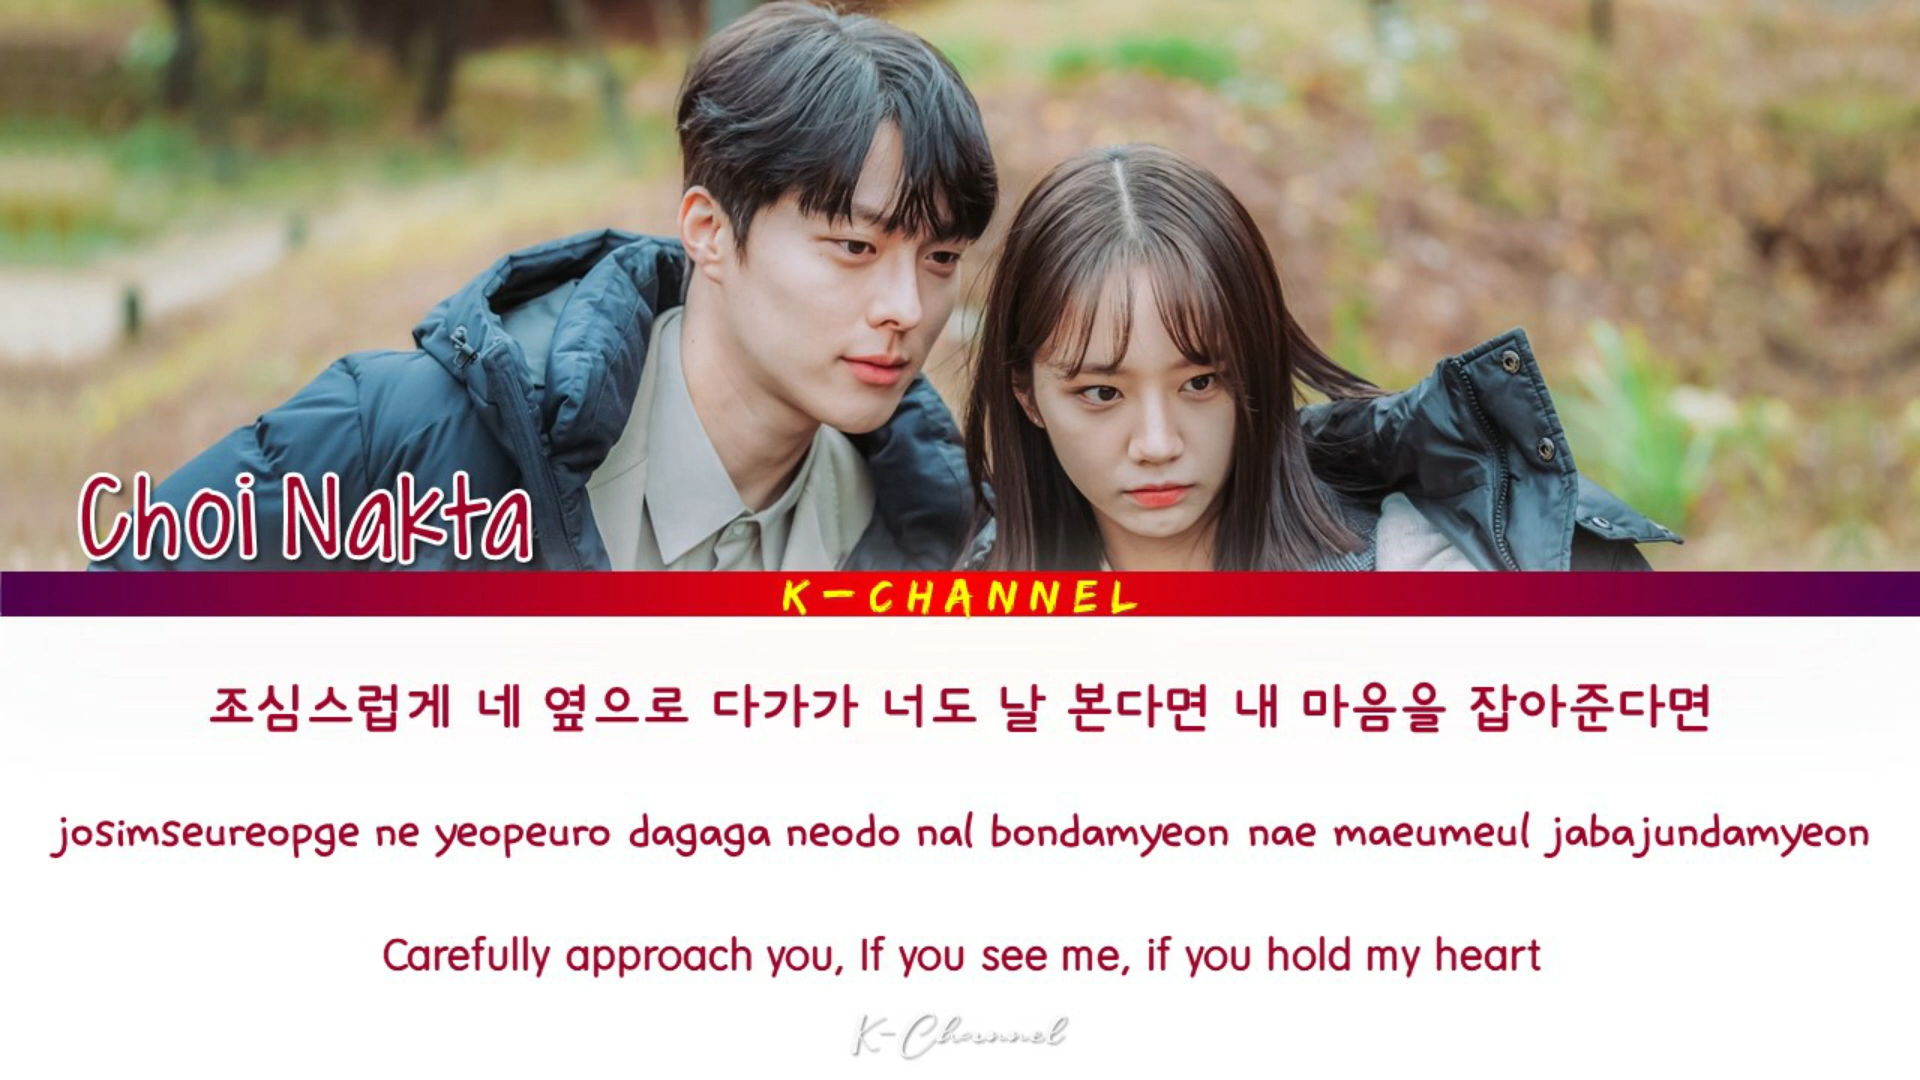 Choi Nakta
K-CHANNEL
조심스럽게 네 옆으로 다가가 너도 날 본다면 내 마음을 잡아준다면
josimseureopge ne yeopeuro dagaga neodo nal bondamyeon nae maeumeul jabajundamyeon
Carefully approach you, If you see me, if you hold my heart
K-Channel